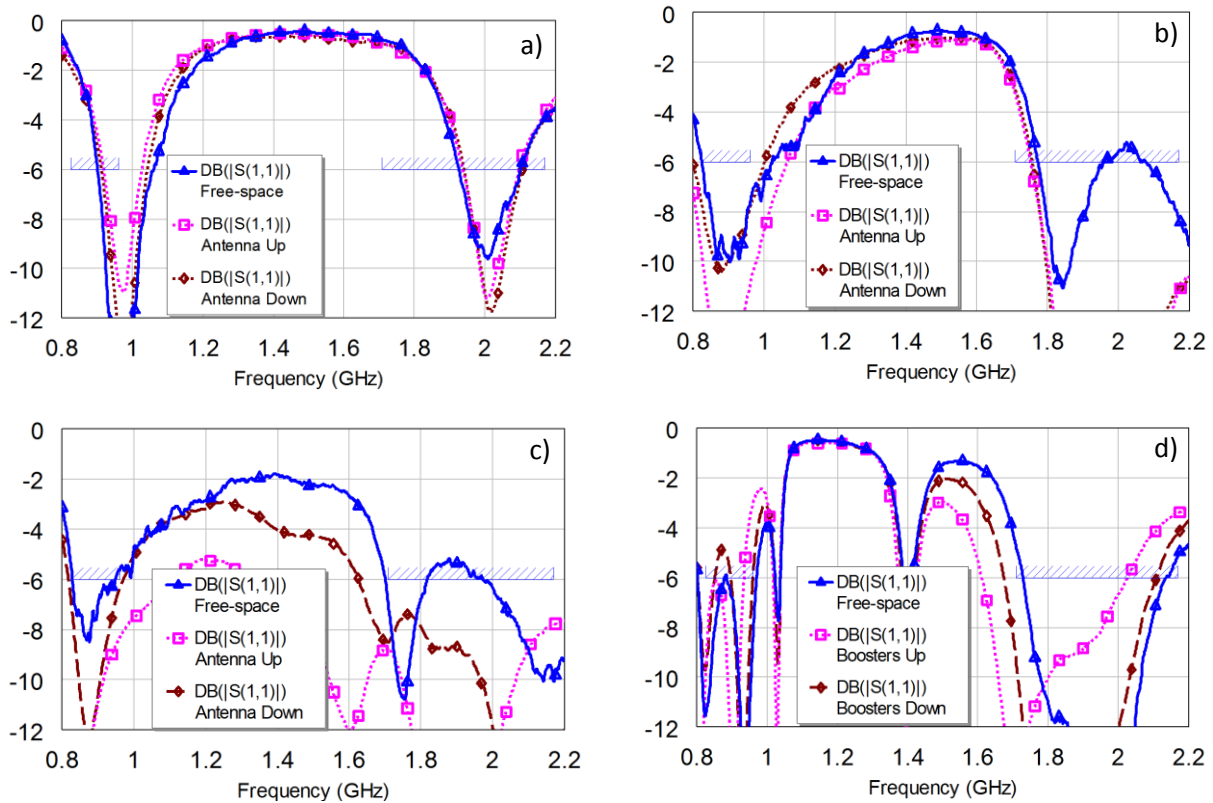 a)
0
-2
-4
-6
-8
-10
-12
DB(|S(1,1)|)
Free-space
DB(|S(1,1)|)
Antenna Up
DB(|S(1,1)|)
Antenna Down
0.8 1 1.2 1.4 1.6 1.8 2 2.2
Frequency (GHz)
b)
0
-2
-4
-6
-8
-10
-12
DB(|S(1,1)|)
Free-space
DB(|S(1,1)|)
Antenna Up
DB(|S(1,1)|)
Antenna Down
0.8 1 1.2 1.4 1.6 1.8 2 2.2
Frequency (GHz)
c)
0
-2
-4
-6
-8
-10
-12
DB(|S(1,1)|)
Free-space
DB(|S(1,1)|)
Antenna Up
DB(|S(1,1)|)
Antenna Down
0.8 1 1.2 1.4 1.6 1.8 2 2.2
Frequency (GHz)
d)
0
-2
-4
-6
-8
-10
-12
DB(|S(1,1)|)
Free-space
DB(|S(1,1)|)
Boosters Up
DB(|S(1,1)|)
Boosters Down
0.8 1 1.2 1.4 1.6 1.8 2 2.2
Frequency (GHz)